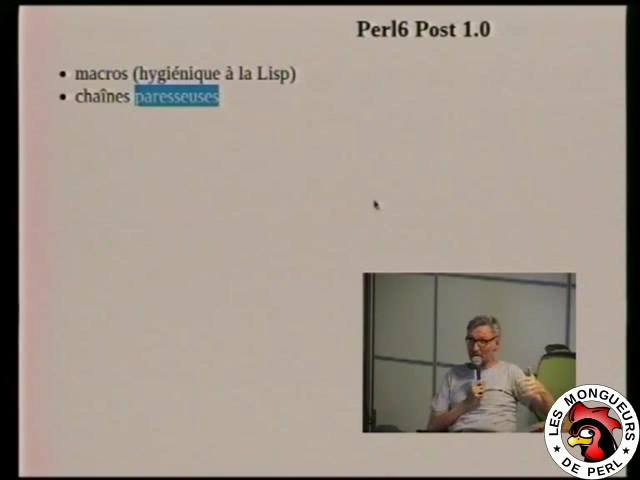 Perl6 Post 1.0
macros (hygiénique à la Lisp)
chaînes paresseuses
LES MONGUEURS
DE PERL